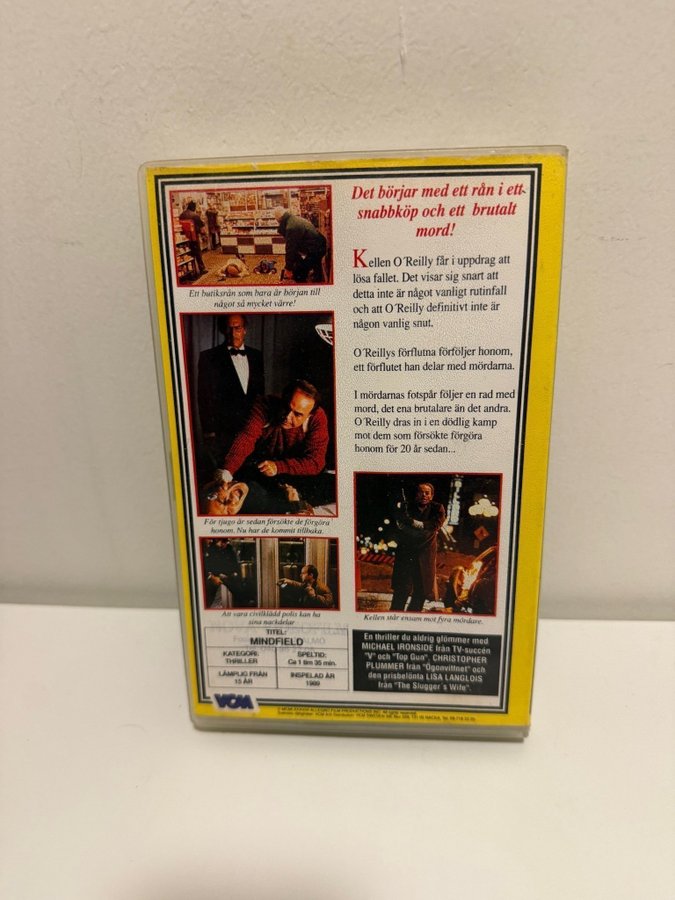 Det börjar med ett rån i ett
snabbköp och ett brutalt
mord!
Ett butiksrån som bara är början till
något så mycket värre!
Kellen O´Reilly får i uppdrag att
lösa fallet. Det visar sig snart att
detta inte är något vanligt rutinfall
och att O´Reilly definitivt inte är
någon vanlig snut.
O´Reillys förflutna förföljer honom,
ett förflutet han delar med mördarna.
I mördarnas fotspår följer en rad med
mord, det ena brutalare än det andra.
O´Reilly dras in i en dödlig kamp
mot dem som försökte förgöra
honom för 20 år sedan...
För tjugo år sedan försökte de förgöra
honom. Nu har de kommit tillbaka.
Att vara civilklädd polis kan ha
sina nackdelar
Kellen står ensam mot fyra mördare.
TITEL:
MINDFIELD
KATEGORI:
THRILLER
SPELTID:
Ca 1 tim 35 min.
LÄMPLIG FRÅN
15 ÅR
INSPELAD ÅR
1989
En thriller du aldrig glömmer med
MICHAEL IRONSIDE från TV-succén
"V" och "Top Gun", CHRISTOPHER
PLUMMER från "Ögonvittnet" och
den prisbelönta LISA LANGLOIS
från "The Slugger´s Wife".
VCM